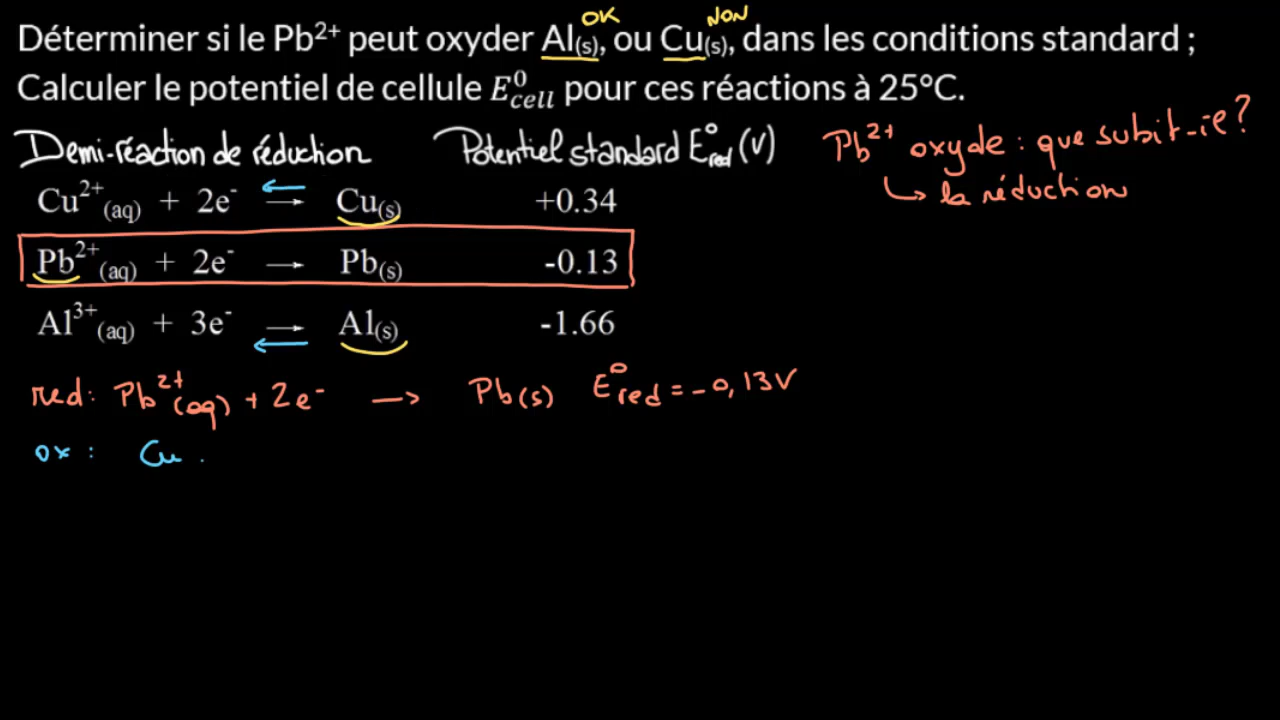 OK NON
Déterminer si le Pb²⁺ peut oxyder Al(s), ou Cu(s), dans les conditions standard ;
Calculer le potentiel de cellule E⁰cell pour ces réactions à 25°C.
Demi-réaction de réduction Potentiel standard E°red (V)
Pb²⁺ oxyde : que subit-il ?
↳ la réduction
Cu²⁺(aq) + 2e⁻ → Cu(s) +0.34
Pb²⁺(aq) + 2e⁻ → Pb(s) -0.13
Al³⁺(aq) + 3e⁻ → Al(s) -1.66
red: Pb²⁺(aq) + 2e⁻ → Pb(s) E°red = -0,13V
ox : Cu